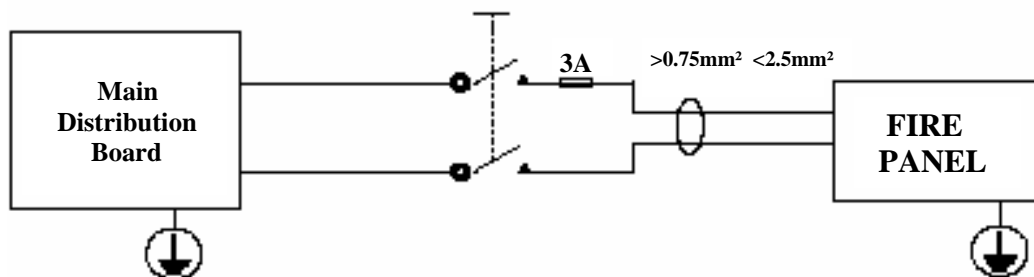 Main
Distribution
Board
3A
>0.75mm² <2.5mm²
FIRE
PANEL